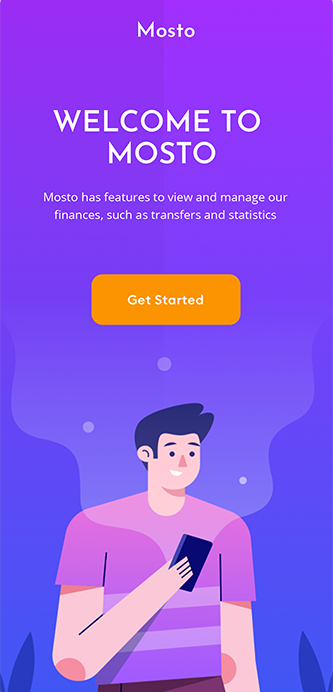 Mosto
WELCOME TO
MOSTO
Mosto has features to view and manage our
finances, such as transfers and statistics
Get Started